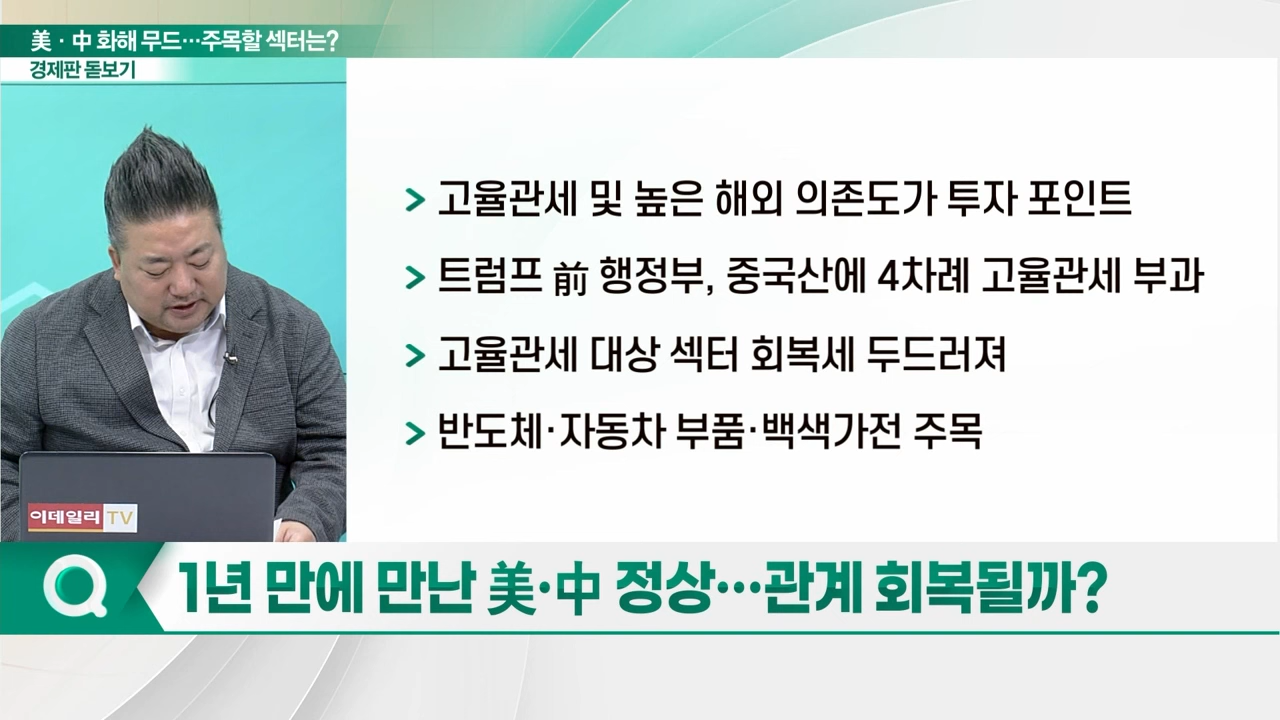 美·中 화해 무드…주목할 섹터는?
경제판 돋보기
> 고율관세 및 높은 해외 의존도가 투자 포인트
> 트럼프 前 행정부, 중국산에 4차례 고율관세 부과
> 고율관세 대상 섹터 회복세 두드러져
> 반도체·자동차 부품·백색가전 주목
이데일리 TV
1년 만에 만난 美·中 정상…관계 회복될까?